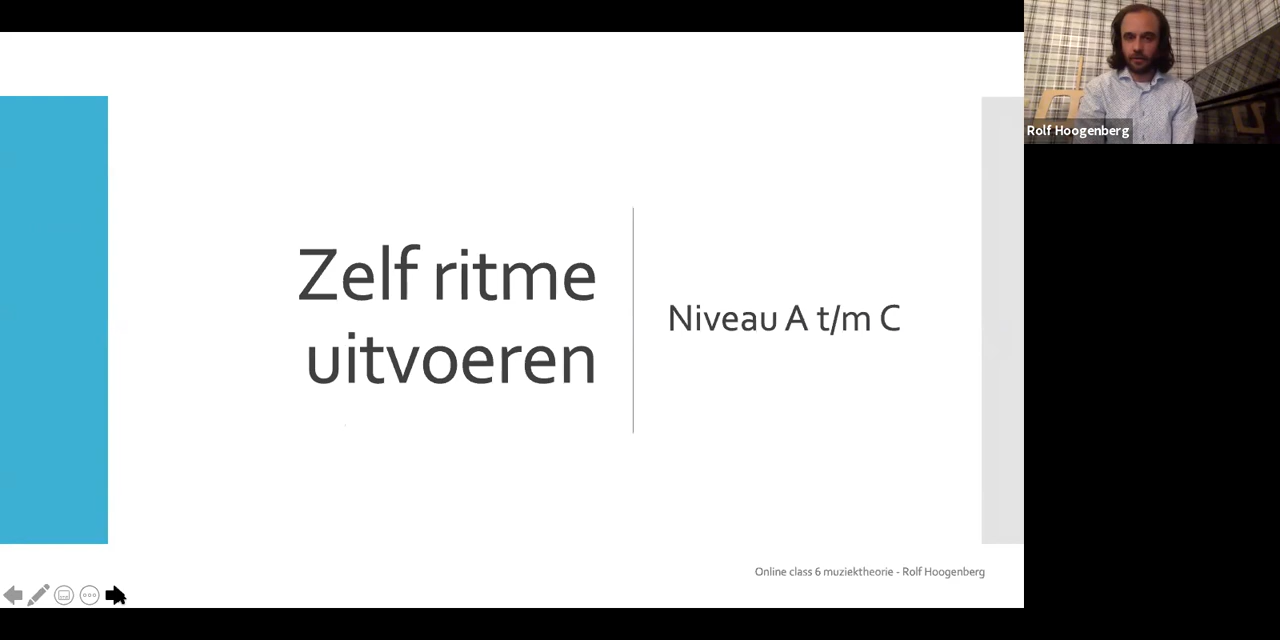 Zelf ritme
uitvoeren
Niveau A t/m C
Online class 6 muziektheorie - Rolf Hoogenberg
Rolf Hoogenberg